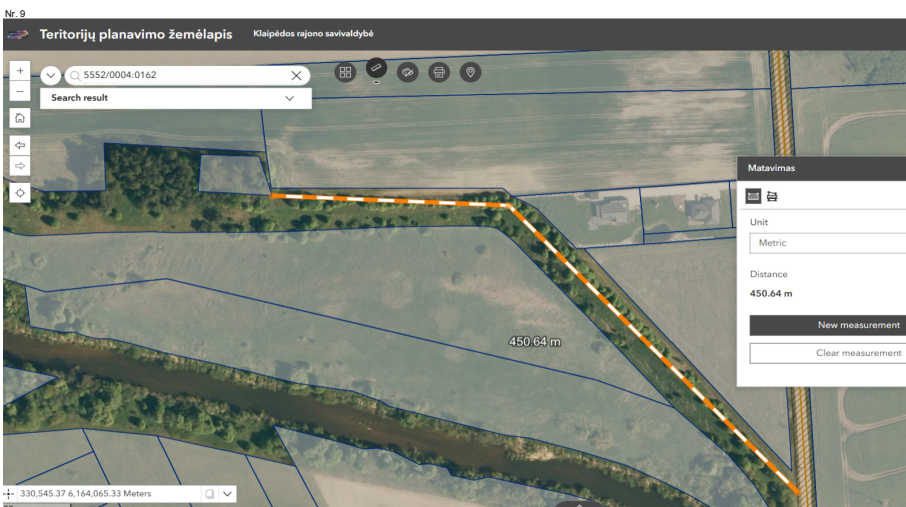 Nr. 9
Teritorijų planavimo žemėlapis Klaipėdos rajono savivaldybė
5552/0004:0162
Search result
Matavimas
Unit
Metric
Distance
450.64 m
New measurement
Clear measurement
450.64 m
330,545.37 6,164,065.33 Meters